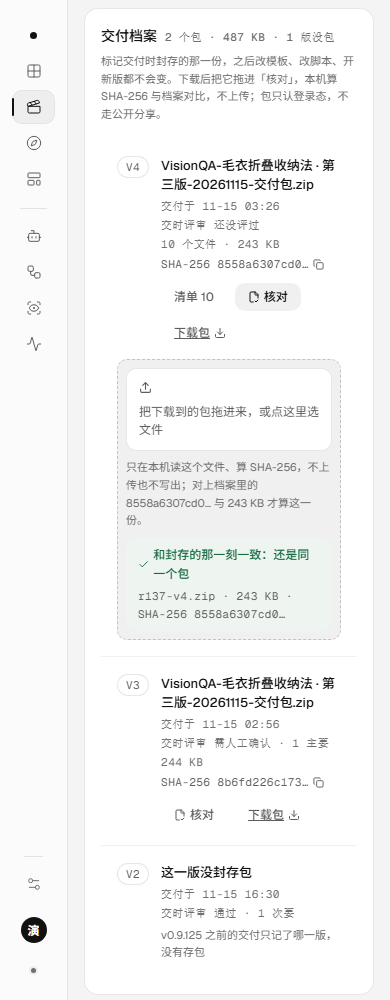 交付档案 2 个包 · 487 KB · 1 版没包
标记交付时封存的那一份，之后改模板、改脚本、开
新版都不会变。下载后把它拖进「核对」，本机算
SHA-256 与档案对比，不上传；包只认登录态，不
走公开分享。
V4
VisionQA-毛衣折叠收纳法 · 第
三版-20261115-交付包.zip
交付于 11-15 03:26
交时评审 还没评过
10 个文件 · 243 KB
SHA-256 8558a6307cd0…
清单 10
核对
下载包
把下载到的包拖进来，或点这里选
文件
只在本机读这个文件、算 SHA-256，不上
传也不写出；对上档案里的
8558a6307cd0… 与 243 KB 才算这一
份。
和封存的那一刻一致：还是同
一个包
r137-v4.zip · 243 KB ·
SHA-256 8558a6307cd0…
V3
VisionQA-毛衣折叠收纳法 · 第
三版-20261115-交付包.zip
交付于 11-15 02:56
交时评审 需人工确认 · 1 主要
244 KB
SHA-256 8b6fd226c173…
核对
下载包
V2
这一版没封存包
交付于 11-15 16:30
交时评审 通过 · 1 次要
v0.9.125 之前的交付只记了哪一版，
没有存包
演